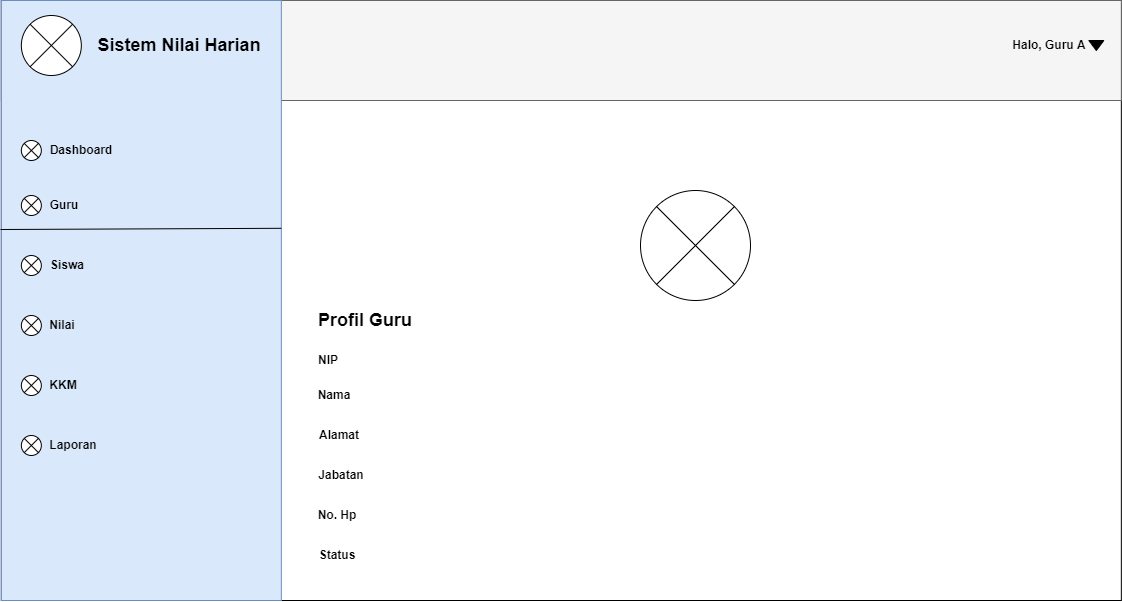 Sistem Nilai Harian
Halo, Guru A
Dashboard
Guru
Siswa
Nilai
KKM
Laporan
Profil Guru
NIP
Nama
Alamat
Jabatan
No. Hp
Status